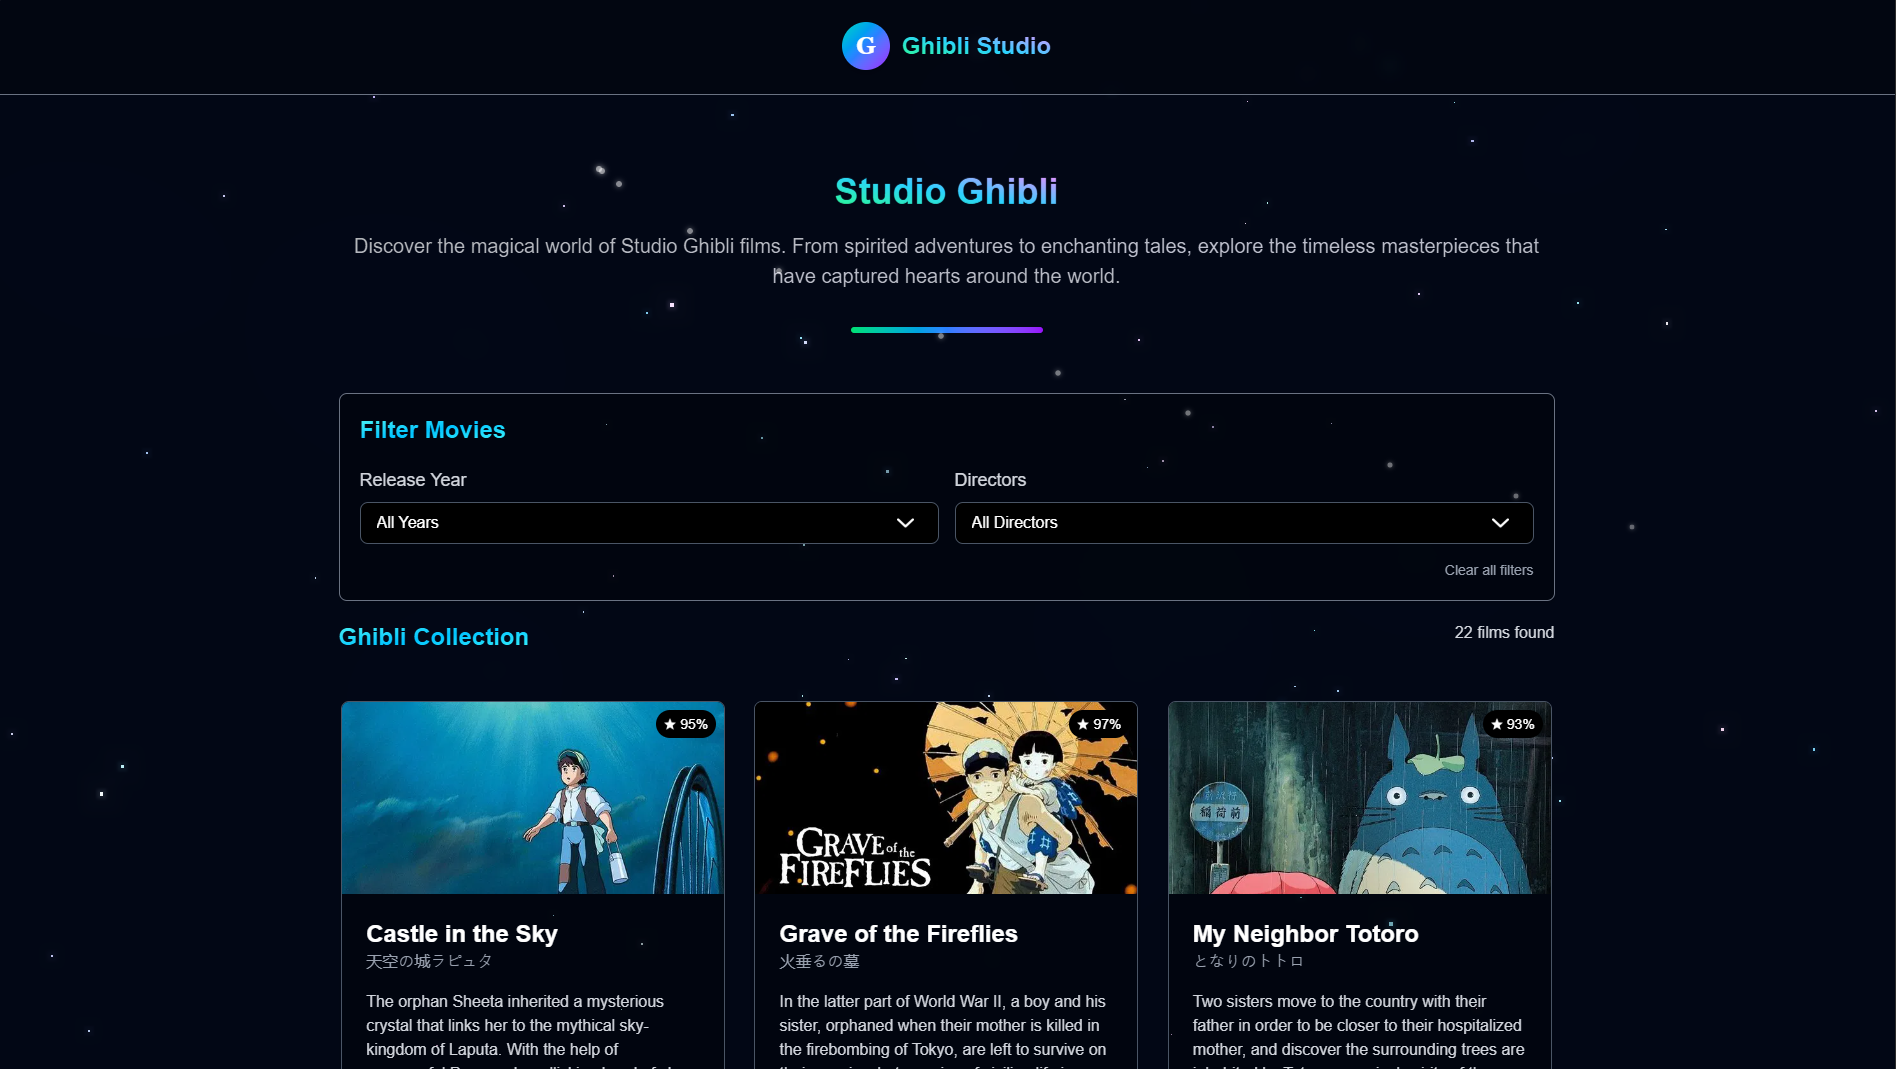 G Ghibli Studio
Studio Ghibli
Discover the magical world of Studio Ghibli films. From spirited adventures to enchanting tales, explore the timeless masterpieces that
have captured hearts around the world.
Filter Movies
Release Year
Directors
All Years
All Directors
Clear all filters
Ghibli Collection
22 films found
★ 95%
★ 97%
★ 93%
GRAVE of the
FIREFLIES
稲荷前
Castle in the Sky
天空の城ラピュタ
The orphan Sheeta inherited a mysterious
crystal that links her to the mythical sky-
kingdom of Laputa. With the help of
Grave of the Fireflies
火垂るの墓
In the latter part of World War II, a boy and his
sister, orphaned when their mother is killed in
the firebombing of Tokyo, are left to survive on
My Neighbor Totoro
となりのトトロ
Two sisters move to the country with their
father in order to be closer to their hospitalized
mother, and discover the surrounding trees are